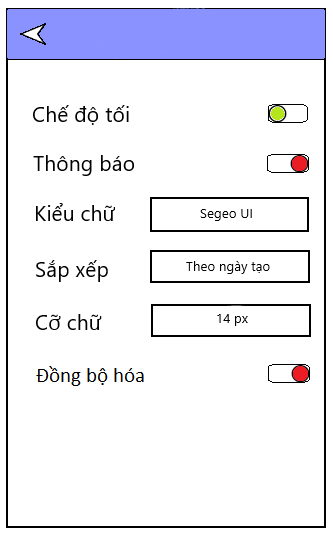 Chế độ tối
Thông báo
Kiểu chữ
Segeo UI
Sắp xếp
Theo ngày tạo
Cỡ chữ
14 px
Đồng bộ hóa